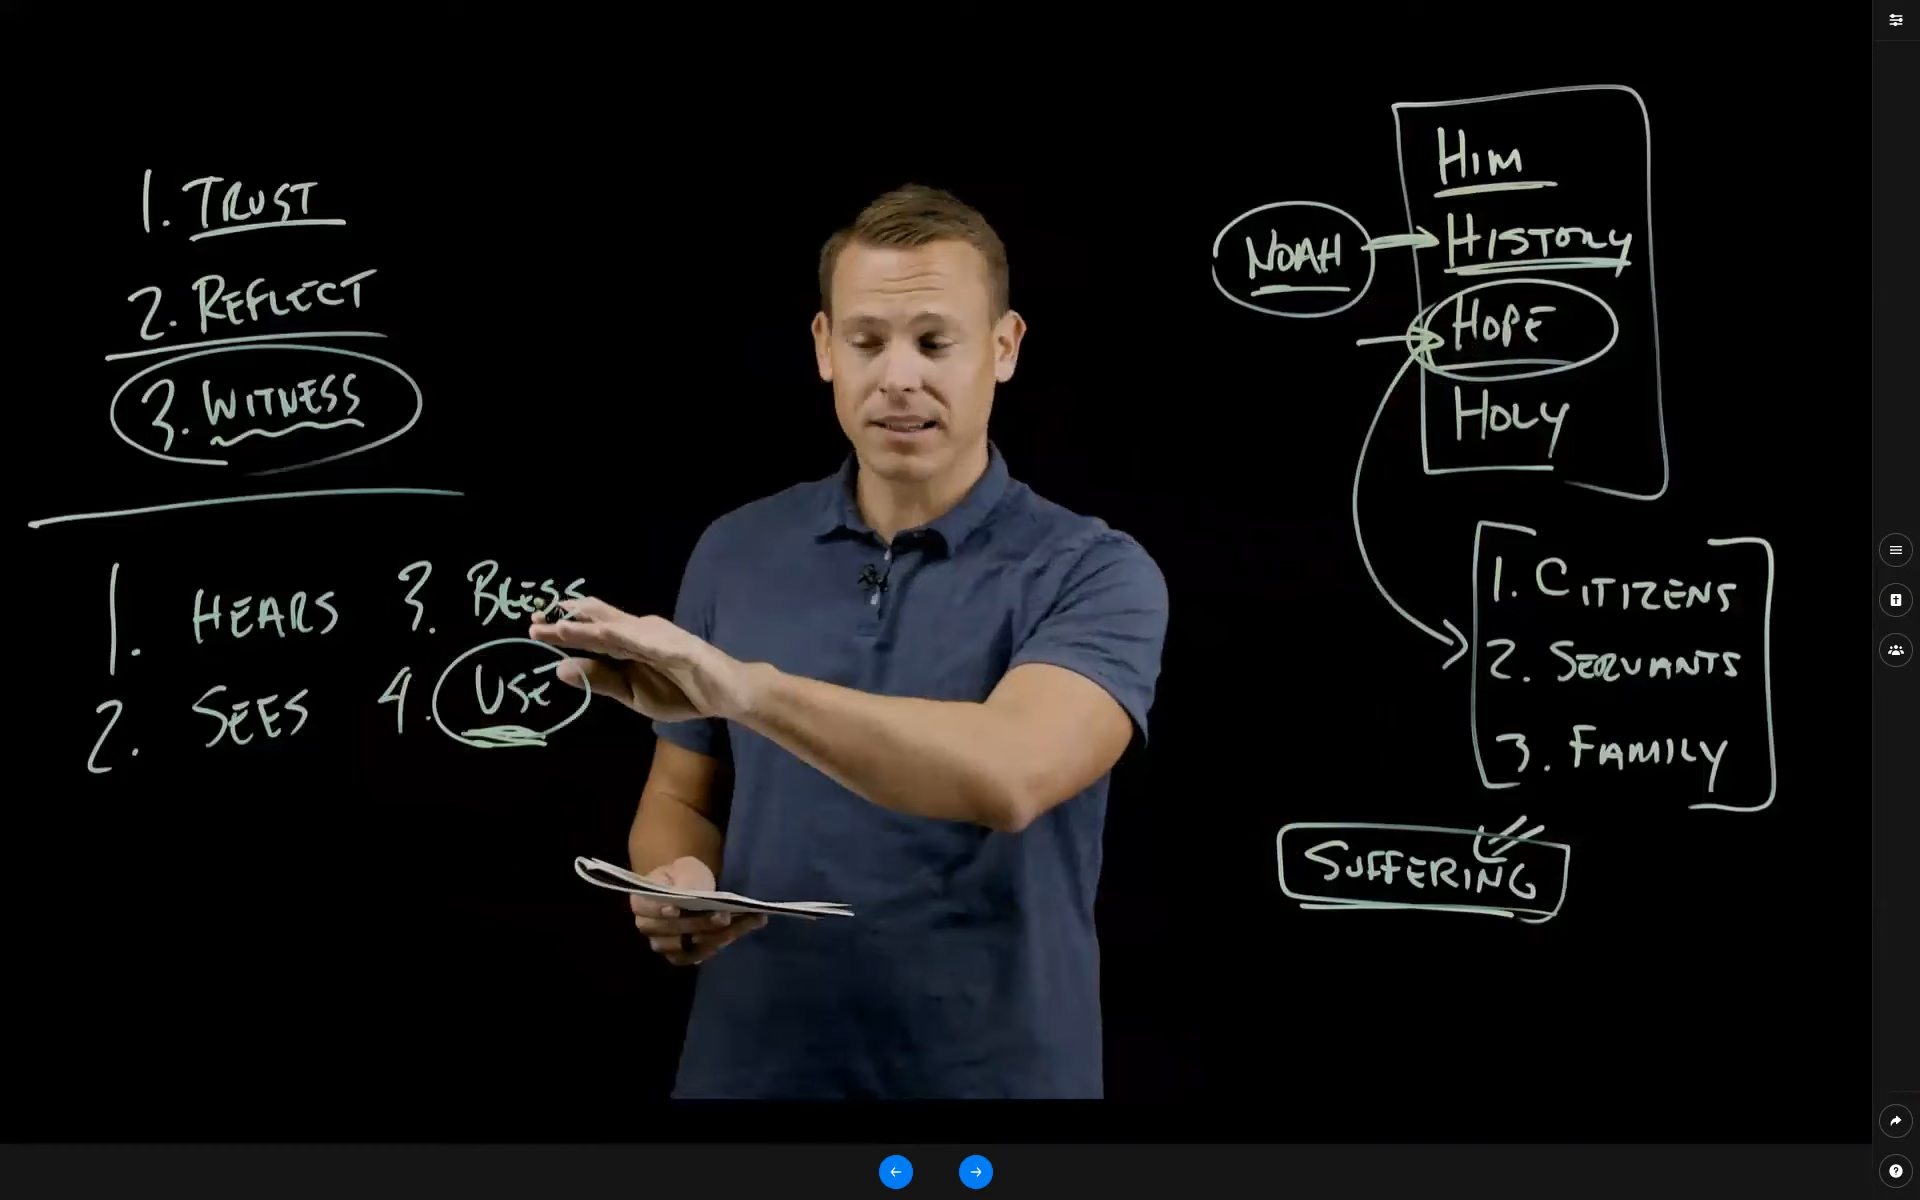 1. TRUST
2. REFLECT
3. WITNESS
1. HEARS
2. SEES
3. BLESS
4. USE
NOAH
HIM
HISTORY
HOPE
HOLY
1. CITIZENS
2. SERVANTS
3. FAMILY
SUFFERING